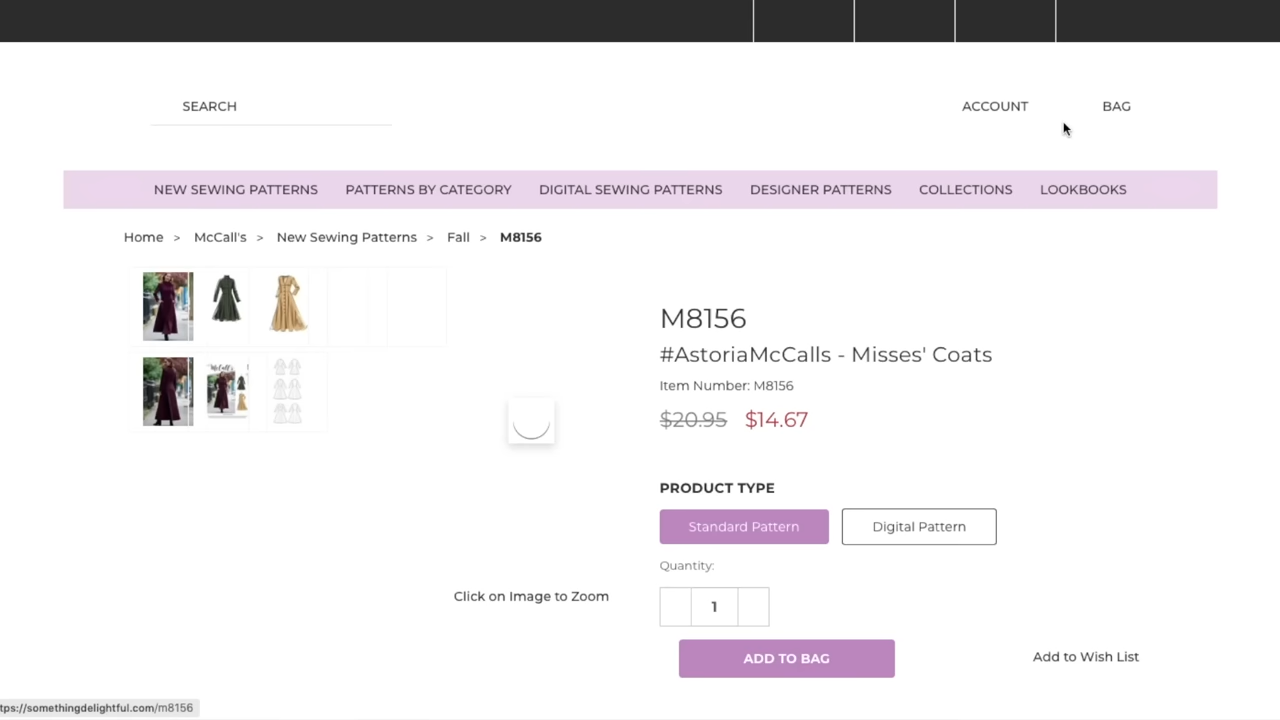 SEARCH
ACCOUNT
BAG
NEW SEWING PATTERNS PATTERNS BY CATEGORY DIGITAL SEWING PATTERNS DESIGNER PATTERNS COLLECTIONS LOOKBOOKS
Home > McCall's > New Sewing Patterns > Fall > M8156
McCall's
M8156
#AstoriaMcCalls - Misses' Coats
Item Number: M8156
$20.95 $14.67
PRODUCT TYPE
Standard Pattern
Digital Pattern
Quantity:
1
Click on Image to Zoom
ADD TO BAG
Add to Wish List
tps://somethingdelightful.com/m8156